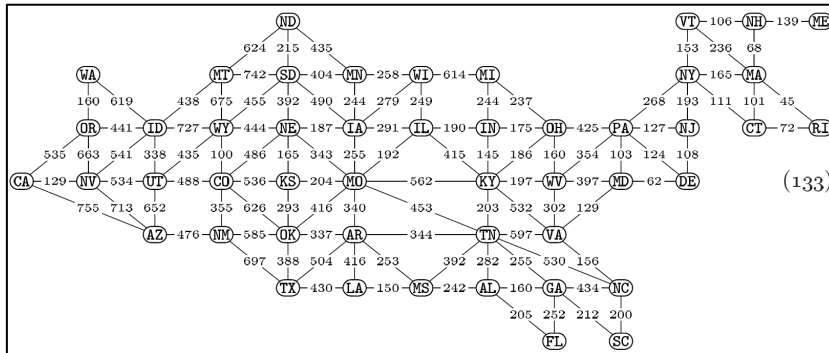 ND VT 106 NH 139 ME
624 215 435 153 236 68
WA MT 742 SD 404 MN 258 WI 614 MI NY 165 MA
160 619 438 675 455 392 490 244 279 249 244 237 268 193 111 101 45
OR 441 ID 727 WY 444 NE 187 IA 291 IL 190 IN 175 OH 425 PA 127 NJ CT 72 RI
535 663 541 338 435 100 486 165 343 255 192 415 145 186 160 354 103 124 108
CA 129 NV 534 UT 488 CO 536 KS 204 MO 562 KY 197 WV 397 MD 62 DE (133)
755 713 652 355 626 293 416 340 453 203 532 302 129
AZ 476 NM 585 OK 337 AR 344 TN 597 VA
697 388 504 416 253 392 282 255 530 156
TX 430 LA 150 MS 242 AL 160 GA 434 NC
205 252 212 200
FL SC